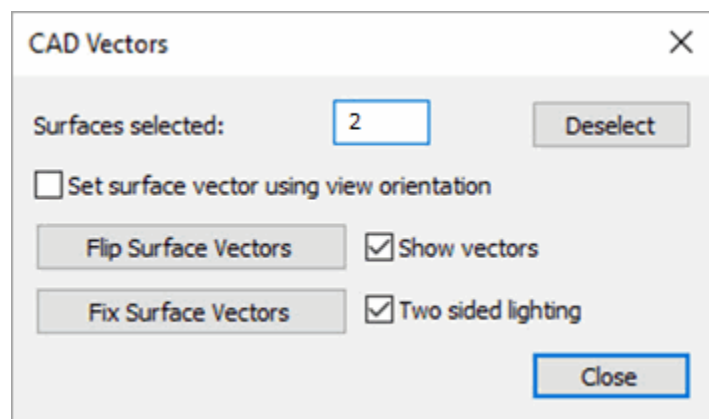 CAD Vectors
Surfaces selected: 2 Deselect
Set surface vector using view orientation
Flip Surface Vectors Show vectors
Fix Surface Vectors Two sided lighting
Close